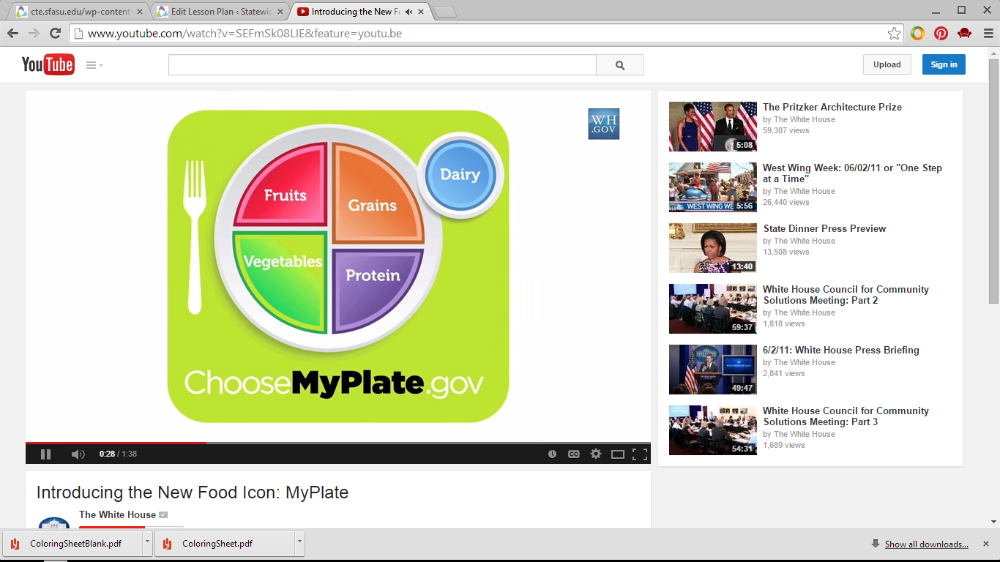 cte.sfasu.edu/wp-content
Edit Lesson Plan ‹ Statewid
Introducing the New Fo
www.youtube.com/watch?v=SEFmSk08LIE&feature=youtu.be
YouTube
Upload
Sign in
WH
.GOV
Fruits
Grains
Dairy
Vegetables
Protein
ChooseMyPlate.gov
0:28 / 1:38
CC
Introducing the New Food Icon: MyPlate
The White House
5:08
The Pritzker Architecture Prize
by The White House
59,307 views
WEST WING WE
5:56
West Wing Week: 06/02/11 or "One Step
at a Time"
by The White House
26,440 views
13:40
State Dinner Press Preview
by The White House
13,508 views
59:37
White House Council for Community
Solutions Meeting: Part 2
by The White House
1,818 views
49:47
6/2/11: White House Press Briefing
by The White House
2,841 views
54:31
White House Council for Community
Solutions Meeting: Part 3
by The White House
1,689 views
ColoringSheetBlank.pdf
ColoringSheet.pdf
Show all downloads...